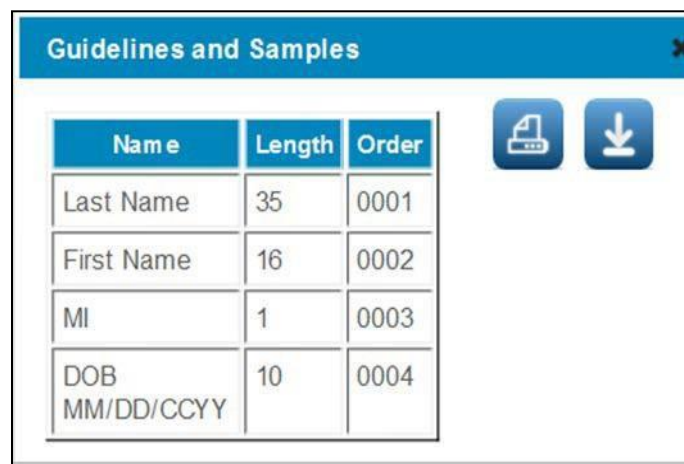 Guidelines and Samples
Name Length Order
Last Name 35 0001
First Name 16 0002
MI 1 0003
DOB 10 0004
MM/DD/CCYY